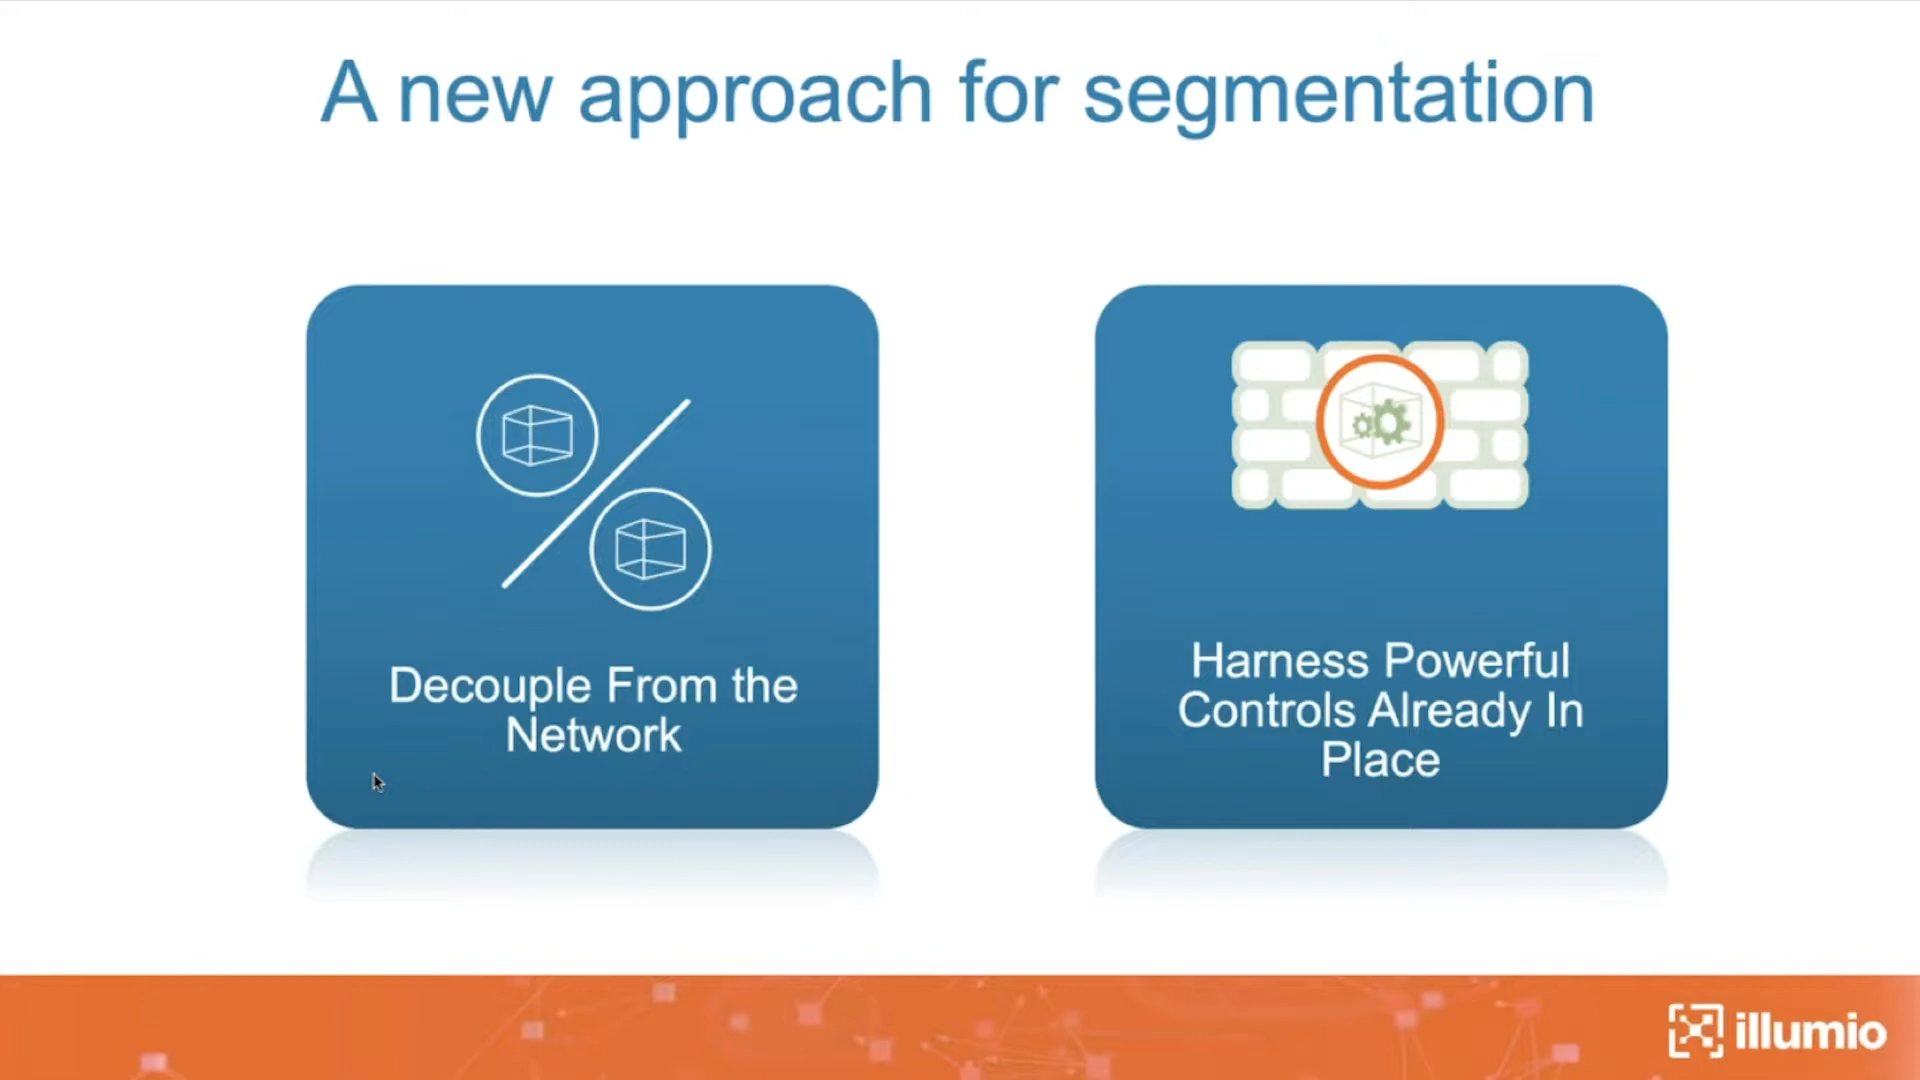 A new approach for segmentation
Decouple From the
Network
Harness Powerful
Controls Already In
Place
illumio